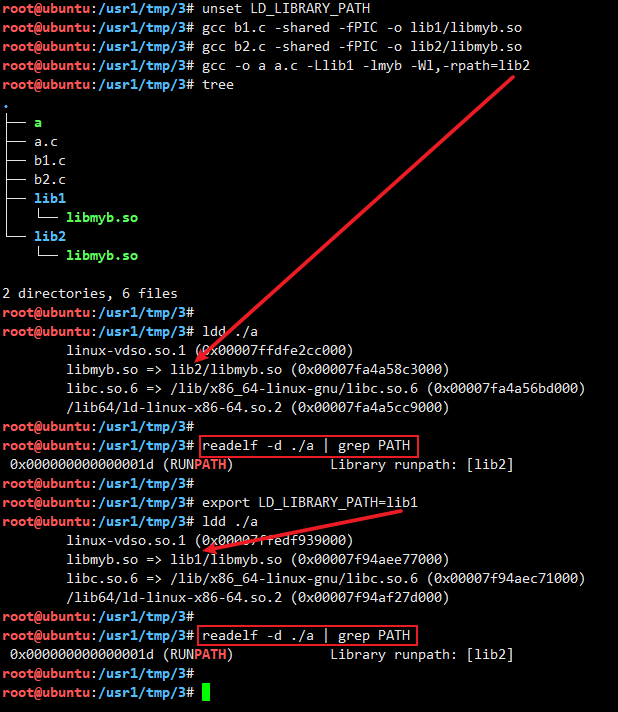 root@ubuntu:/usr1/tmp/3# unset LD_LIBRARY_PATH
root@ubuntu:/usr1/tmp/3# gcc b1.c -shared -fPIC -o lib1/libmyb.so
root@ubuntu:/usr1/tmp/3# gcc b2.c -shared -fPIC -o lib2/libmyb.so
root@ubuntu:/usr1/tmp/3# gcc -o a a.c -Llib1 -lmyb -Wl,-rpath=lib2
root@ubuntu:/usr1/tmp/3# tree
.
├── a
├── a.c
├── b1.c
├── b2.c
├── lib1
│   └── libmyb.so
└── lib2
    └── libmyb.so

2 directories, 6 files
root@ubuntu:/usr1/tmp/3#
root@ubuntu:/usr1/tmp/3# ldd ./a
        linux-vdso.so.1 (0x00007ffdfe2cc000)
        libmyb.so => lib2/libmyb.so (0x00007fa4a58c3000)
        libc.so.6 => /lib/x86_64-linux-gnu/libc.so.6 (0x00007fa4a56bd000)
        /lib64/ld-linux-x86-64.so.2 (0x00007fa4a5cc9000)
root@ubuntu:/usr1/tmp/3#
root@ubuntu:/usr1/tmp/3# readelf -d ./a | grep PATH
 0x000000000000001d (RUNPATH)            Library runpath: [lib2]
root@ubuntu:/usr1/tmp/3#
root@ubuntu:/usr1/tmp/3# export LD_LIBRARY_PATH=lib1
root@ubuntu:/usr1/tmp/3# ldd ./a
        linux-vdso.so.1 (0x00007ffedf939000)
        libmyb.so => lib1/libmyb.so (0x00007f94aee77000)
        libc.so.6 => /lib/x86_64-linux-gnu/libc.so.6 (0x00007f94aec71000)
        /lib64/ld-linux-x86-64.so.2 (0x00007f94af27d000)
root@ubuntu:/usr1/tmp/3#
root@ubuntu:/usr1/tmp/3# readelf -d ./a | grep PATH
 0x000000000000001d (RUNPATH)            Library runpath: [lib2]
root@ubuntu:/usr1/tmp/3#
root@ubuntu:/usr1/tmp/3#